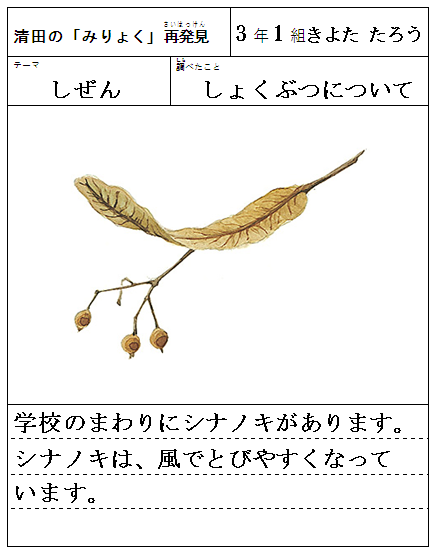 清田の「みりょく」再発見
さいはっけん
3年1組きよた たろう
テーマ
しぜん
調べたこと
しら
しょくぶつについて
学校のまわりにシナノキがあります。
シナノキは、風でとびやすくなって
います。